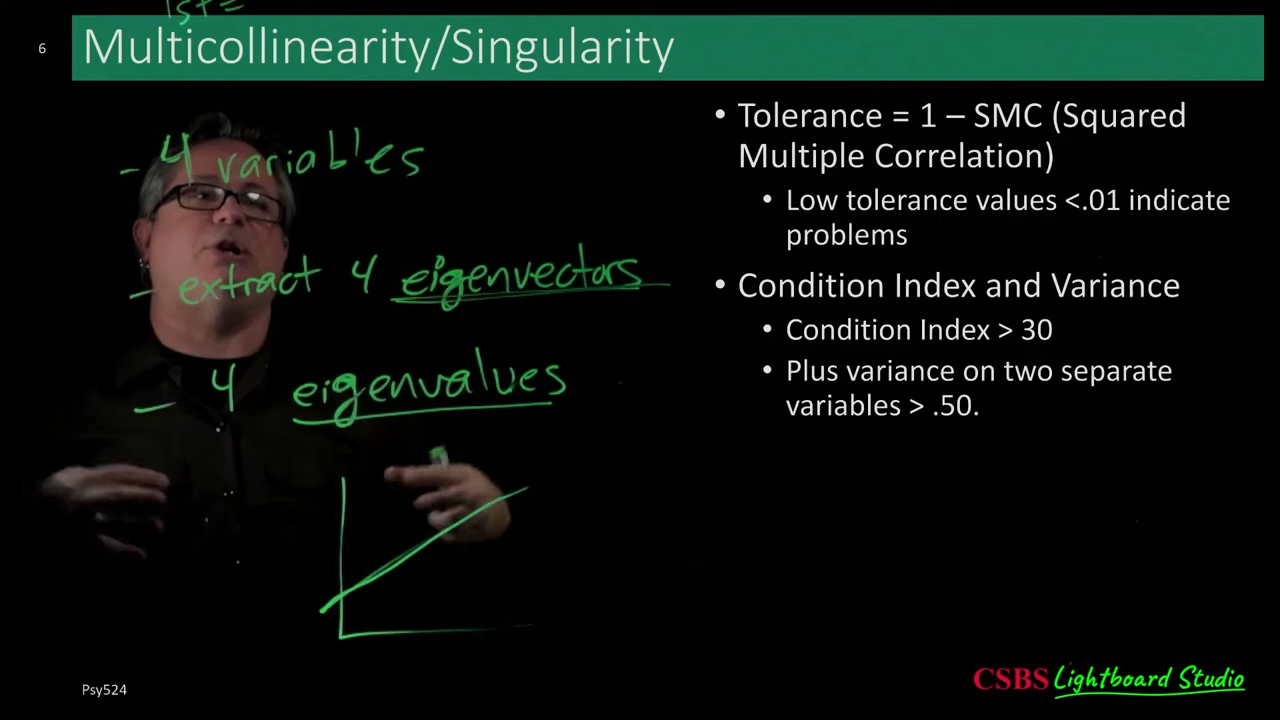 1st =
6
Multicollinearity/Singularity
- 4 variables
- extract 4 eigenvectors
- 4 eigenvalues
• Tolerance = 1 – SMC (Squared
Multiple Correlation)
• Low tolerance values <.01 indicate
problems
• Condition Index and Variance
• Condition Index > 30
• Plus variance on two separate
variables > .50.
Psy524
CSBS Lightboard Studio